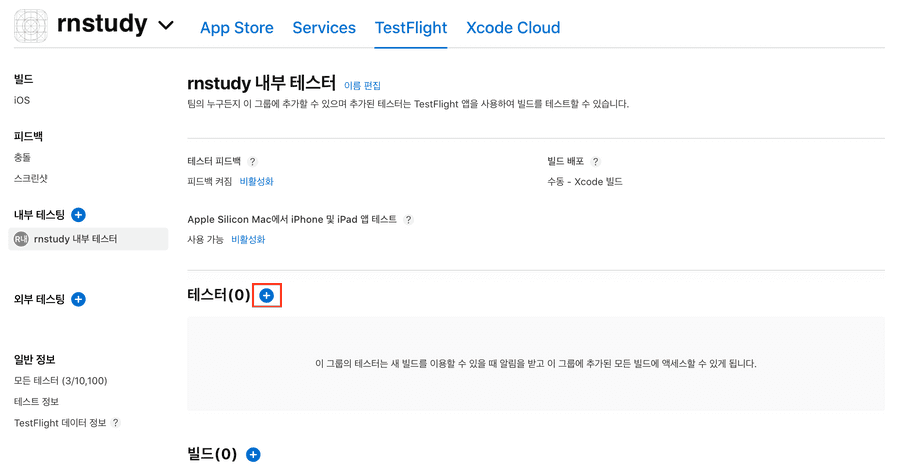 rnstudy
App Store Services TestFlight Xcode Cloud
빌드
iOS
피드백
충돌
스크린샷
내부 테스팅
R내 rnstudy 내부 테스터
외부 테스팅
일반 정보
모든 테스터 (3/10,100)
테스트 정보
TestFlight 데이터 정보 ?
rnstudy 내부 테스터 이름 편집
팀의 누구든지 이 그룹에 추가할 수 있으며 추가된 테스터는 TestFlight 앱을 사용하여 빌드를 테스트할 수 있습니다.
테스터 피드백 ?
피드백 켜짐 비활성화
빌드 배포 ?
수동 - Xcode 빌드
Apple Silicon Mac에서 iPhone 및 iPad 앱 테스트 ?
사용 가능 비활성화
테스터(0)
이 그룹의 테스터는 새 빌드를 이용할 수 있을 때 알림을 받고 이 그룹에 추가된 모든 빌드에 액세스할 수 있게 됩니다.
빌드(0)